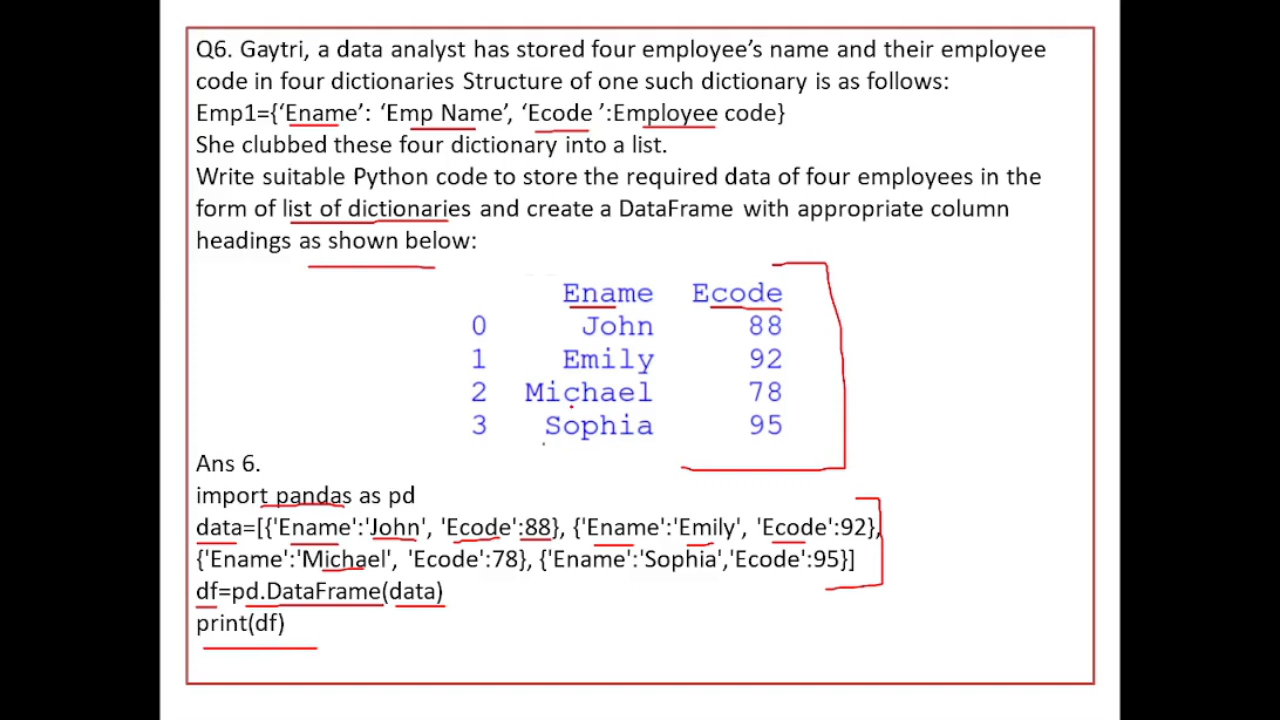 Q6. Gaytri, a data analyst has stored four employee’s name and their employee
code in four dictionaries Structure of one such dictionary is as follows:
Emp1={‘Ename’: ‘Emp Name’, ‘Ecode ’:Employee code}
She clubbed these four dictionary into a list.
Write suitable Python code to store the required data of four employees in the
form of list of dictionaries and create a DataFrame with appropriate column
headings as shown below:
Ename Ecode
0 John 88
1 Emily 92
2 Michael 78
3 Sophia 95
Ans 6.
import pandas as pd
data=[{'Ename':'John', 'Ecode':88}, {'Ename':'Emily', 'Ecode':92},
{'Ename':'Michael', 'Ecode':78}, {'Ename':'Sophia','Ecode':95}]
df=pd.DataFrame(data)
print(df)